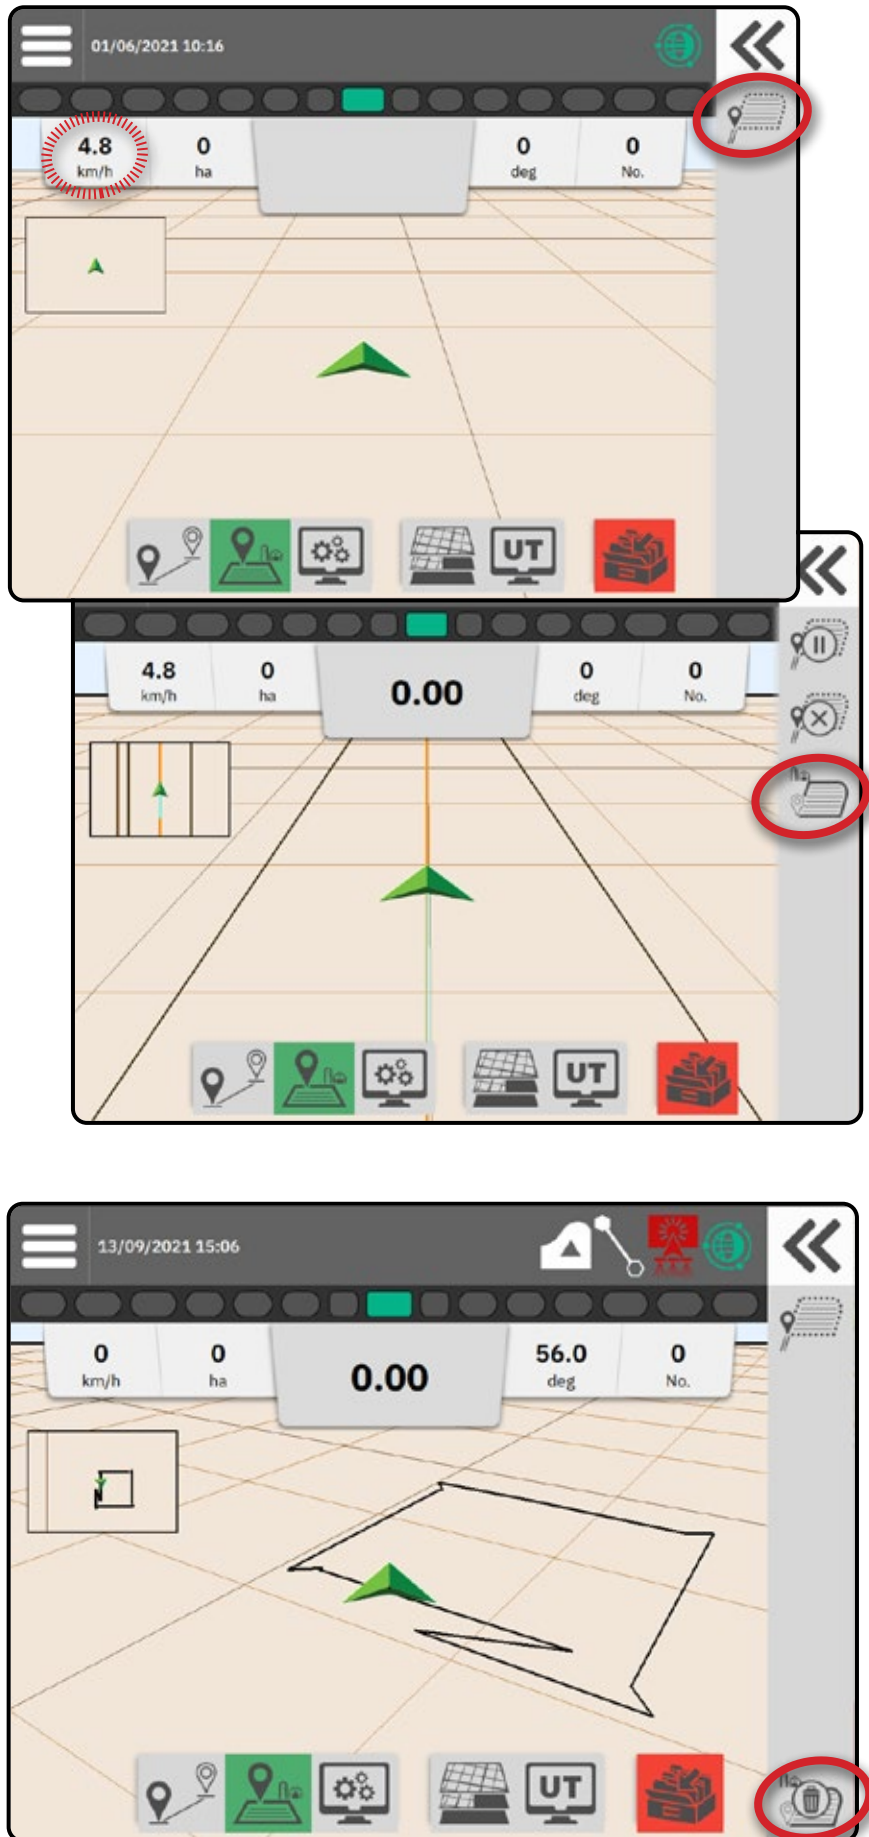 01/06/2021 10:16
4.8 0 0 0
km/h ha deg No.
UT
4.8 0 0.00 0 0
km/h ha deg No.
UT
13/09/2021 15:06
0 0 0.00 56.0 0
km/h ha deg No.
UT